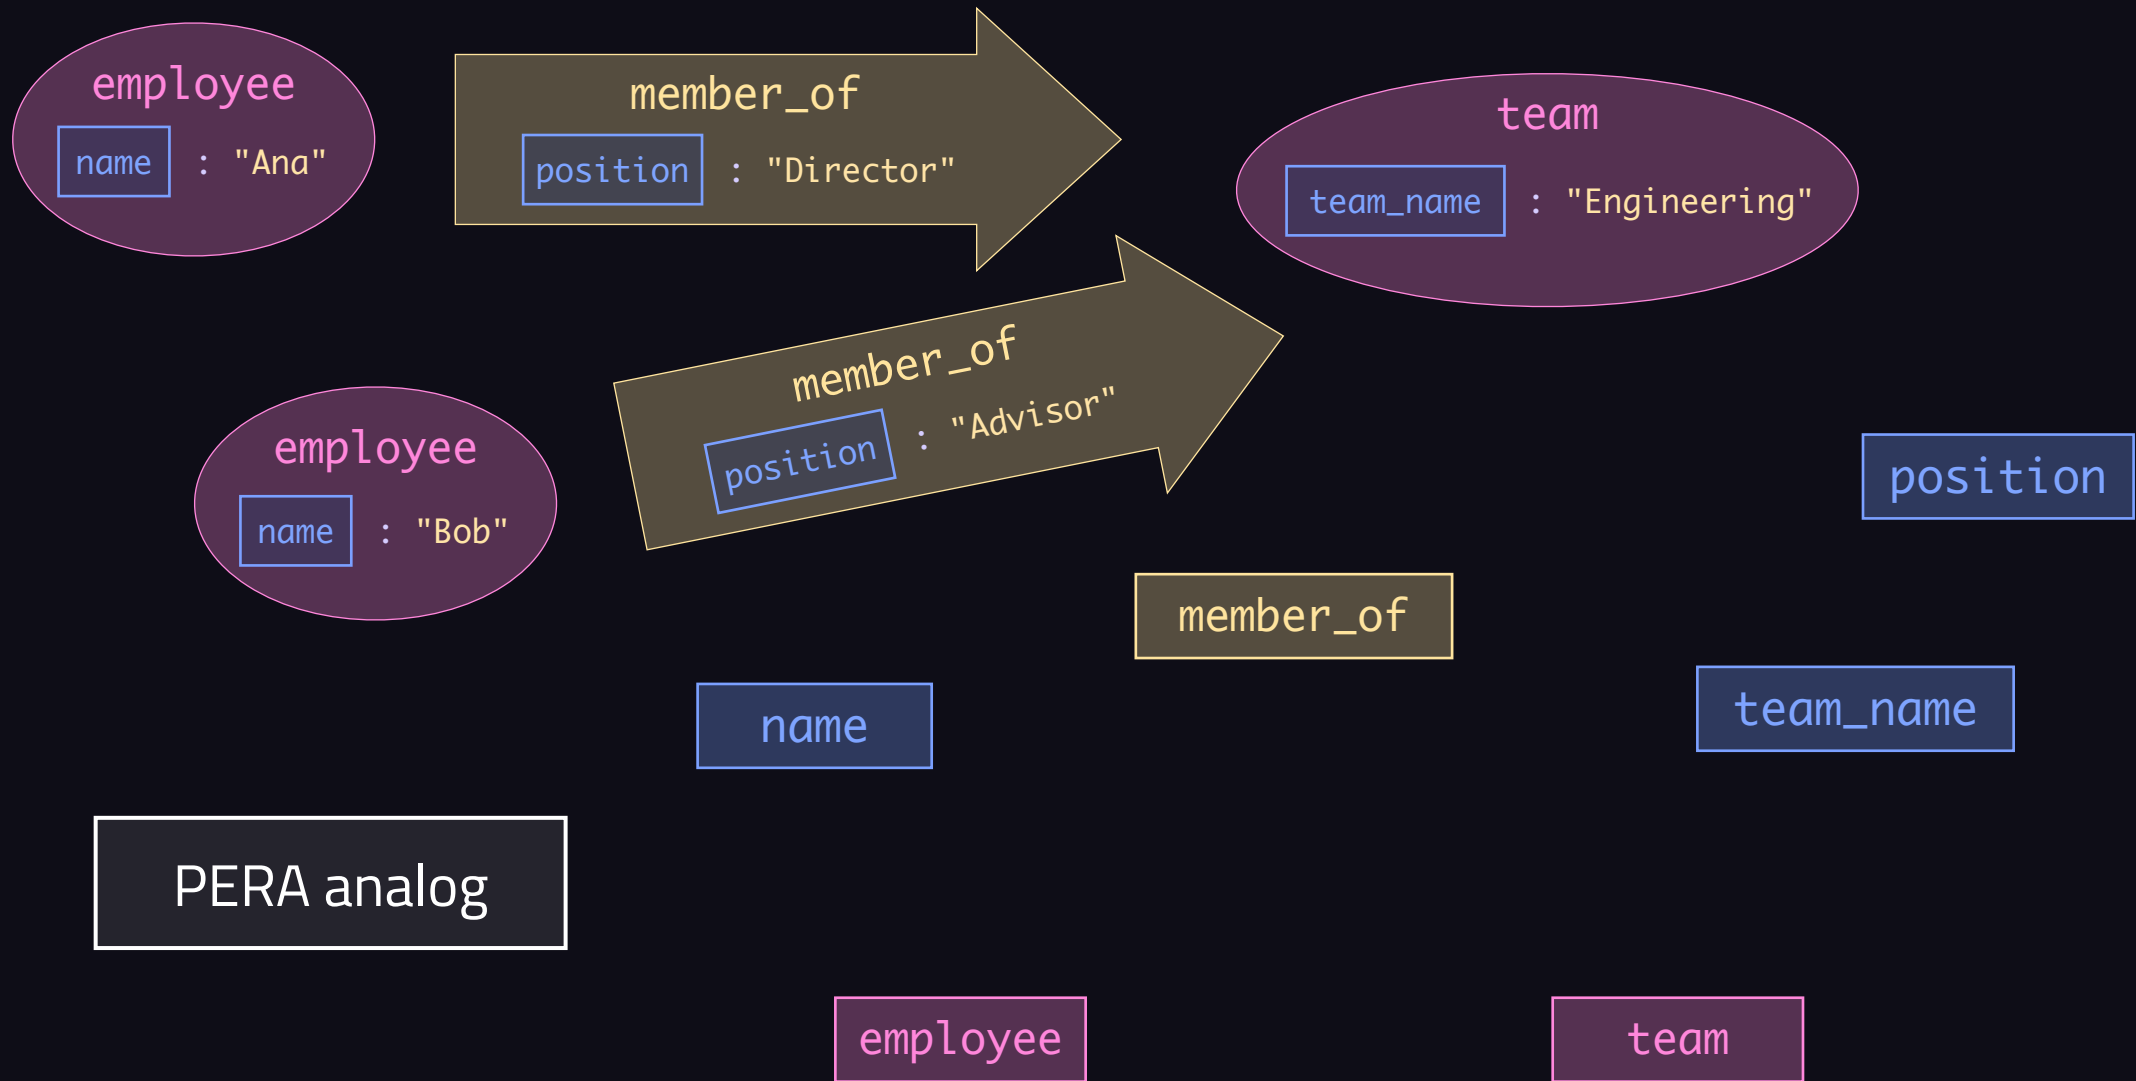 employee
name : "Ana"
member_of
position : "Director"
team
team_name : "Engineering"
member_of
position : "Advisor"
employee
name : "Bob"
position
member_of
name
team_name
PERA analog
employee
team